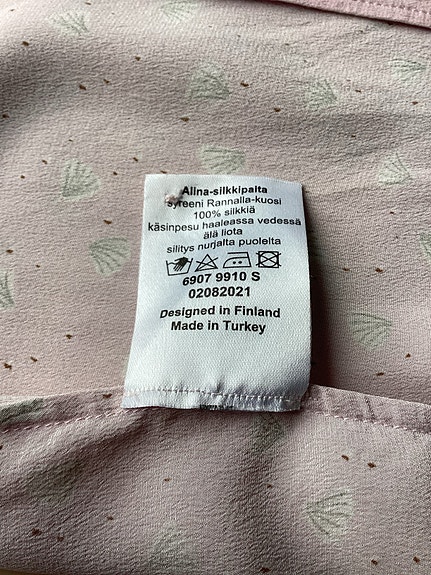 Alina-silkkipaita
syreeni Rannalla-kuosi
100% silkkiä
käsinpesu haaleassa vedessä
älä liota
silitys nurjalta puolelta
6907 9910 S
02082021
Designed in Finland
Made in Turkey